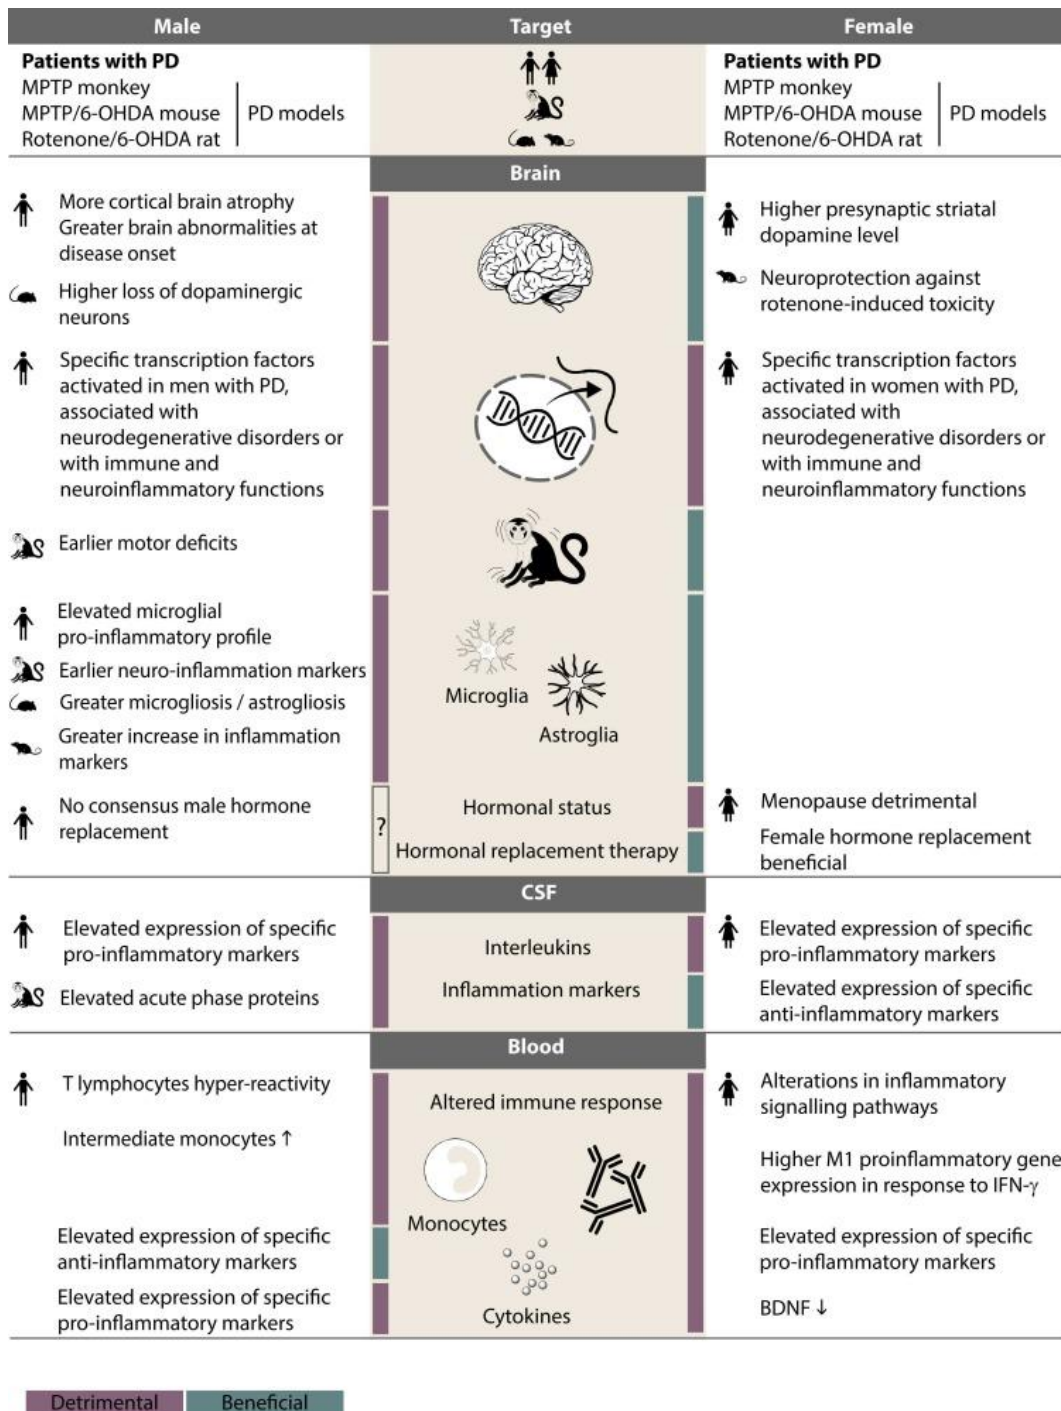 Male Target Female
Patients with PD
MPTP monkey
MPTP/6-OHDA mouse
Rotenone/6-OHDA rat
PD models
Patients with PD
MPTP monkey
MPTP/6-OHDA mouse
Rotenone/6-OHDA rat
PD models
Brain
More cortical brain atrophy
Greater brain abnormalities at
disease onset
Higher loss of dopaminergic
neurons
Higher presynaptic striatal
dopamine level
Neuroprotection against
rotenone-induced toxicity
Specific transcription factors
activated in men with PD,
associated with
neurodegenerative disorders or
with immune and
neuroinflammatory functions
Specific transcription factors
activated in women with PD,
associated with
neurodegenerative disorders or
with immune and
neuroinflammatory functions
Earlier motor deficits
Elevated microglial
pro-inflammatory profile
Earlier neuro-inflammation markers
Greater microgliosis / astrogliosis
Greater increase in inflammation
markers
Microglia
Astroglia
No consensus male hormone
replacement
?
Hormonal status
Hormonal replacement therapy
Menopause detrimental
Female hormone replacement
beneficial
CSF
Elevated expression of specific
pro-inflammatory markers
Elevated acute phase proteins
Interleukins
Inflammation markers
Elevated expression of specific
pro-inflammatory markers
Elevated expression of specific
anti-inflammatory markers
Blood
T lymphocytes hyper-reactivity
Intermediate monocytes ↑
Elevated expression of specific
anti-inflammatory markers
Elevated expression of specific
pro-inflammatory markers
Altered immune response
Monocytes
Cytokines
Alterations in inflammatory
signalling pathways
Higher M1 proinflammatory gene
expression in response to IFN-γ
Elevated expression of specific
pro-inflammatory markers
BDNF ↓
Detrimental Beneficial